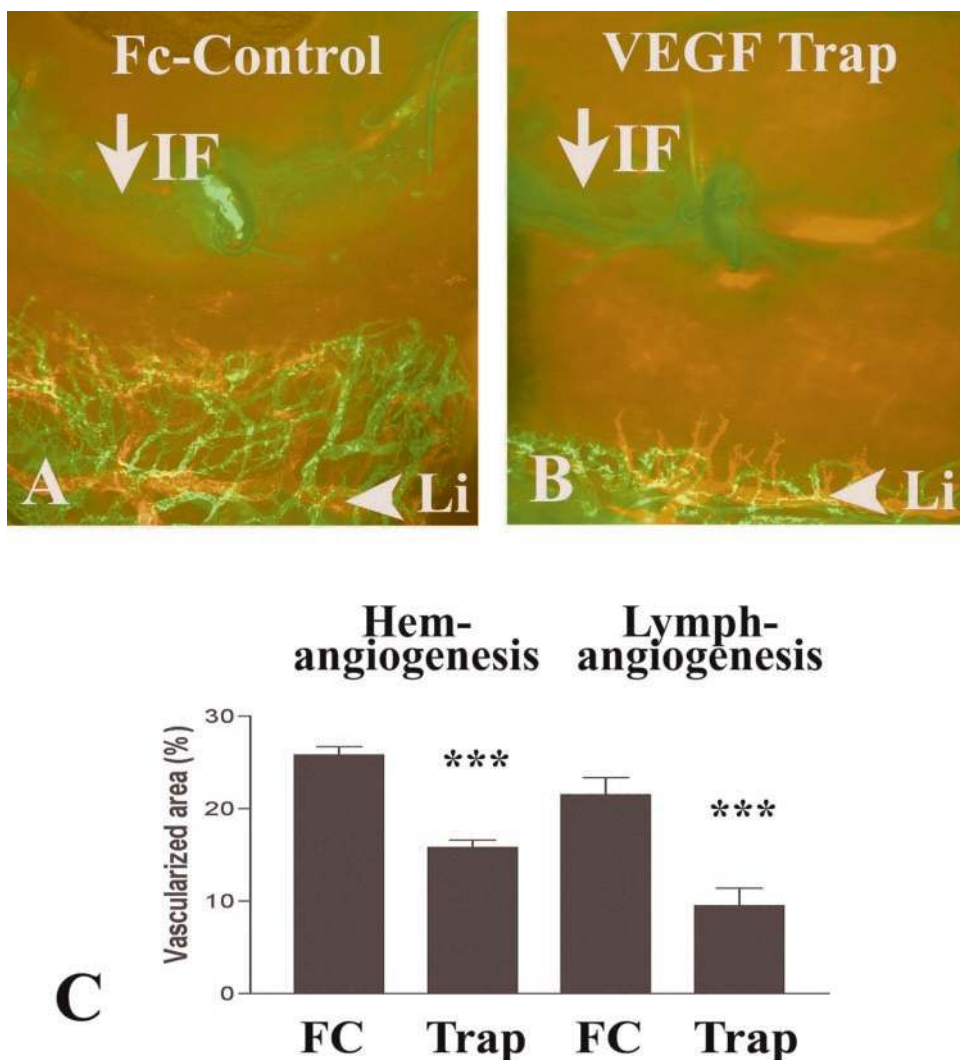 Fc-Control
IF
A
Li
VEGF Trap
IF
B
Li
Hem-
angiogenesis
Lymph-
angiogenesis
Vascularized area (%)
30
20
10
0
***
***
FC
Trap
FC
Trap
C